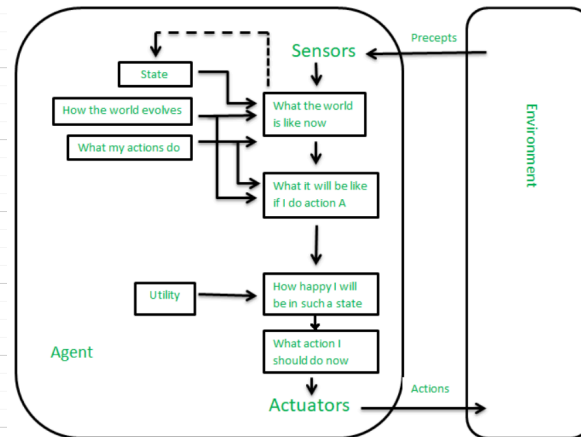 Precepts
Sensors
State
How the world evolves
What the world
is like now
What my actions do
What it will be like
if I do action A
Environment
Utility
How happy I will
be in such a state
What action I
should do now
Agent
Actuators
Actions